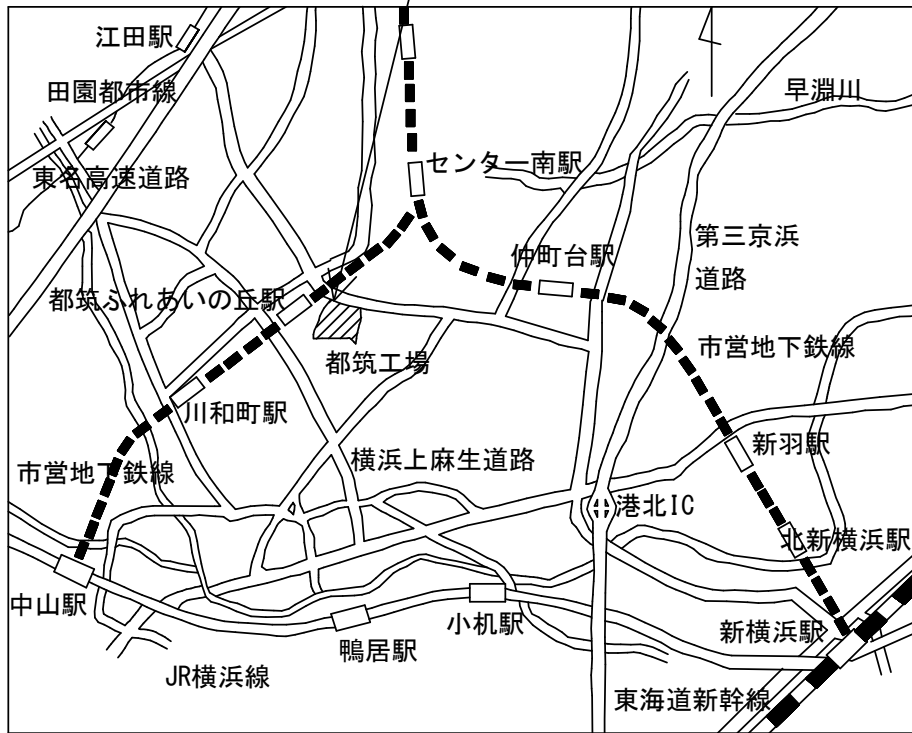 江田駅
田園都市線
早淵川
東名高速道路
センター南駅
第三京浜
道路
仲町台駅
都筑ふれあいの丘駅
市営地下鉄線
都筑工場
川和町駅
新羽駅
市営地下鉄線
横浜上麻生道路
港北IC
北新横浜駅
中山駅
小机駅
新横浜駅
鴨居駅
JR横浜線
東海道新幹線